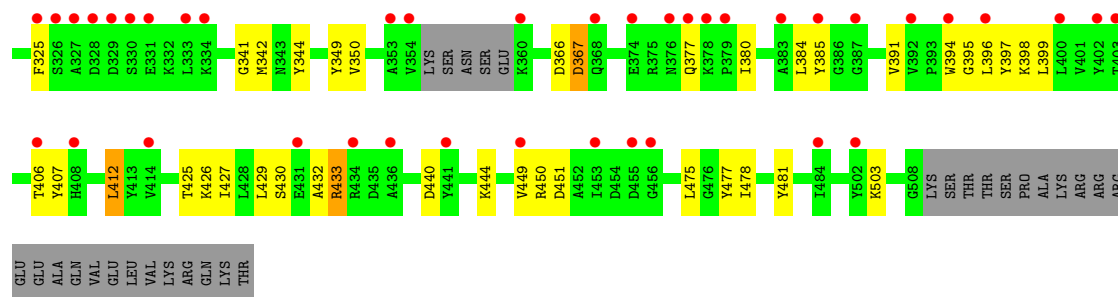 F325 S326 A327 D328 D329 S330 E331 K332 L333 K334 G341 M342 N343 Y344 Y349 V350 A353 V354 LYS SER ASN SER GLU K360 D366 D367 Q368 E374 R375 N376 Q377 K378 P379 I380 A383 L384 Y385 G386 G387 V391 V392 P393 W394 G395 L396 Y397 K398 L399 L400 V401 Y402 T403
T406 Y407 H408 L412 Y413 V414 T425 K426 I427 L428 L429 S430 E431 A432 R433 R434 D435 A436 D440 Y441 K444 V449 R450 D451 A452 I453 D454 D455 G456 L475 G476 Y477 I478 Y481 I484 Y502 K503 G508 LYS SER THR THR SER PRO ALA LYS ARG ARG ARG
GLU GLU ALA GLN VAL GLU LEU VAL LYS ARG GLN LYS THR